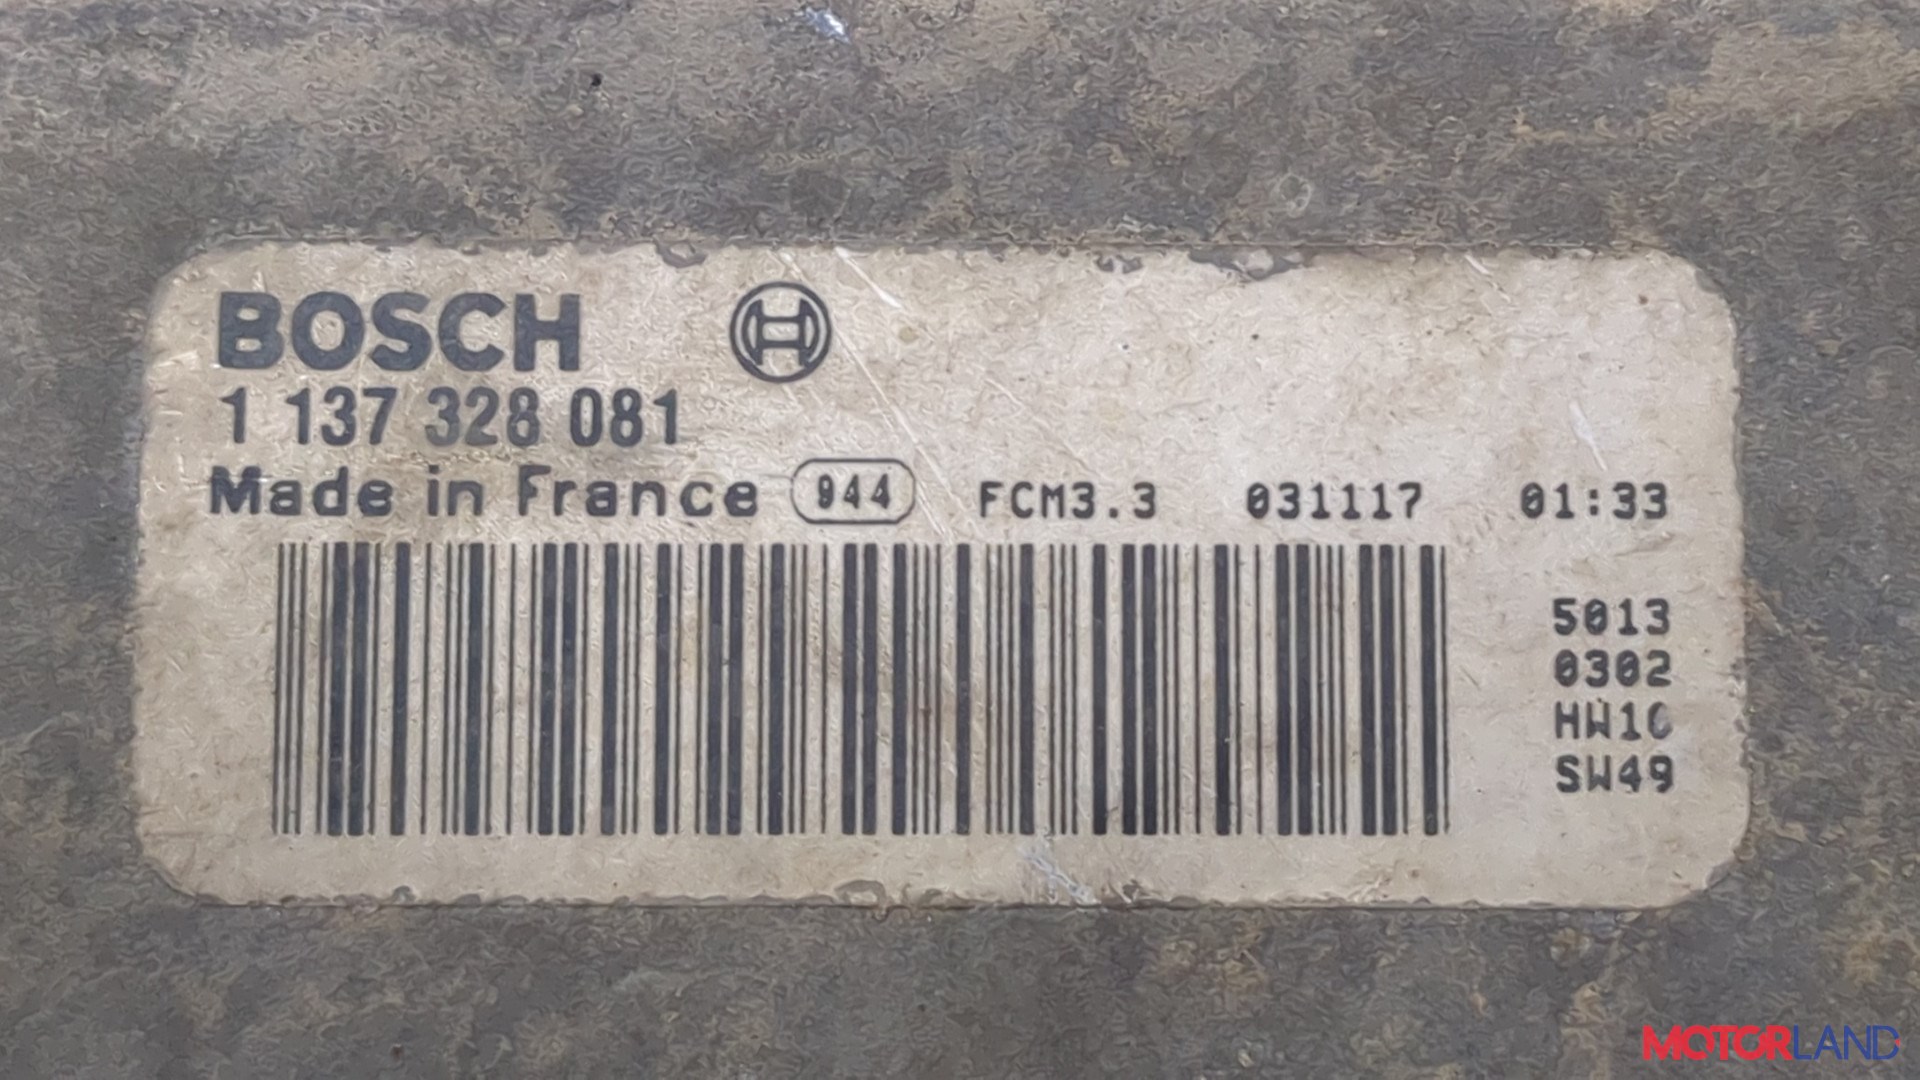 BOSCH
1 137 328 081
Made in France 944 FCM3.3 031117 01:33
5013
0302
HW10
SW49
MOTORLAND